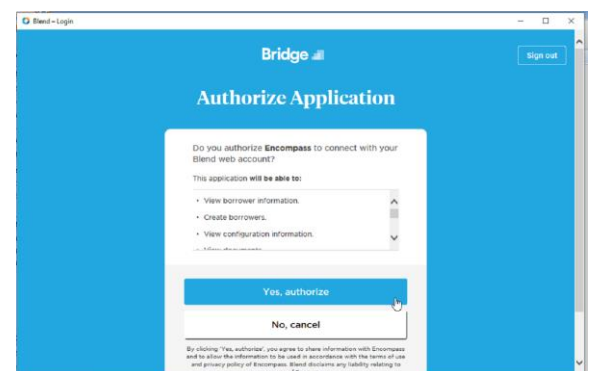 Blend – Login
Bridge
Sign out
Authorize Application
Do you authorize Encompass to connect with your
Blend web account?
This application will be able to:
• View borrower information.
• Create borrowers.
• View configuration information.
• View documents.
Yes, authorize
No, cancel
By clicking 'Yes, authorize', you agree to share information with Encompass
and to allow the information to be used in accordance with the terms of use
and privacy policy of Encompass. Blend disclaims any liability relating to